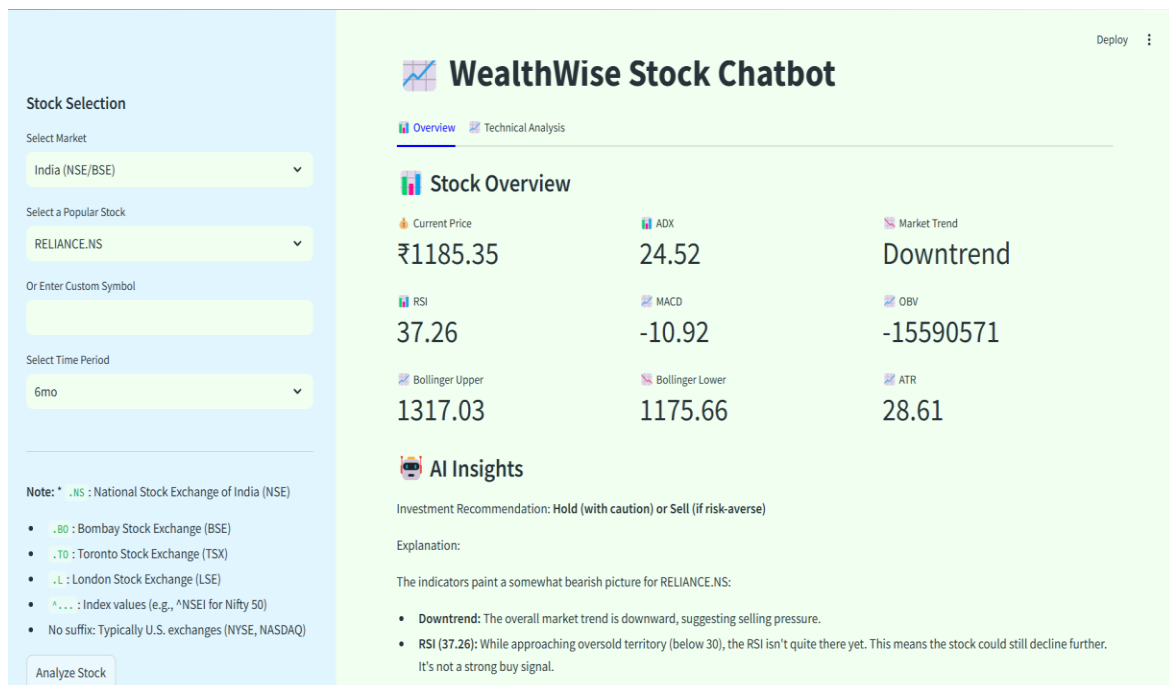 Deploy
Stock Selection
Select Market
India (NSE/BSE)
Select a Popular Stock
RELIANCE.NS
Or Enter Custom Symbol
Select Time Period
6mo
Note: * .NS : National Stock Exchange of India (NSE)
.BO : Bombay Stock Exchange (BSE)
.TO : Toronto Stock Exchange (TSX)
.L : London Stock Exchange (LSE)
^... : Index values (e.g., ^NSEI for Nifty 50)
No suffix: Typically U.S. exchanges (NYSE, NASDAQ)
Analyze Stock
WealthWise Stock Chatbot
Overview Technical Analysis
Stock Overview
Current Price ADX Market Trend
₹1185.35 24.52 Downtrend
RSI MACD OBV
37.26 -10.92 -15590571
Bollinger Upper Bollinger Lower ATR
1317.03 1175.66 28.61
AI Insights
Investment Recommendation: Hold (with caution) or Sell (if risk-averse)
Explanation:
The indicators paint a somewhat bearish picture for RELIANCE.NS:
Downtrend: The overall market trend is downward, suggesting selling pressure.
RSI (37.26): While approaching oversold territory (below 30), the RSI isn't quite there yet. This means the stock could still decline further.
It's not a strong buy signal.